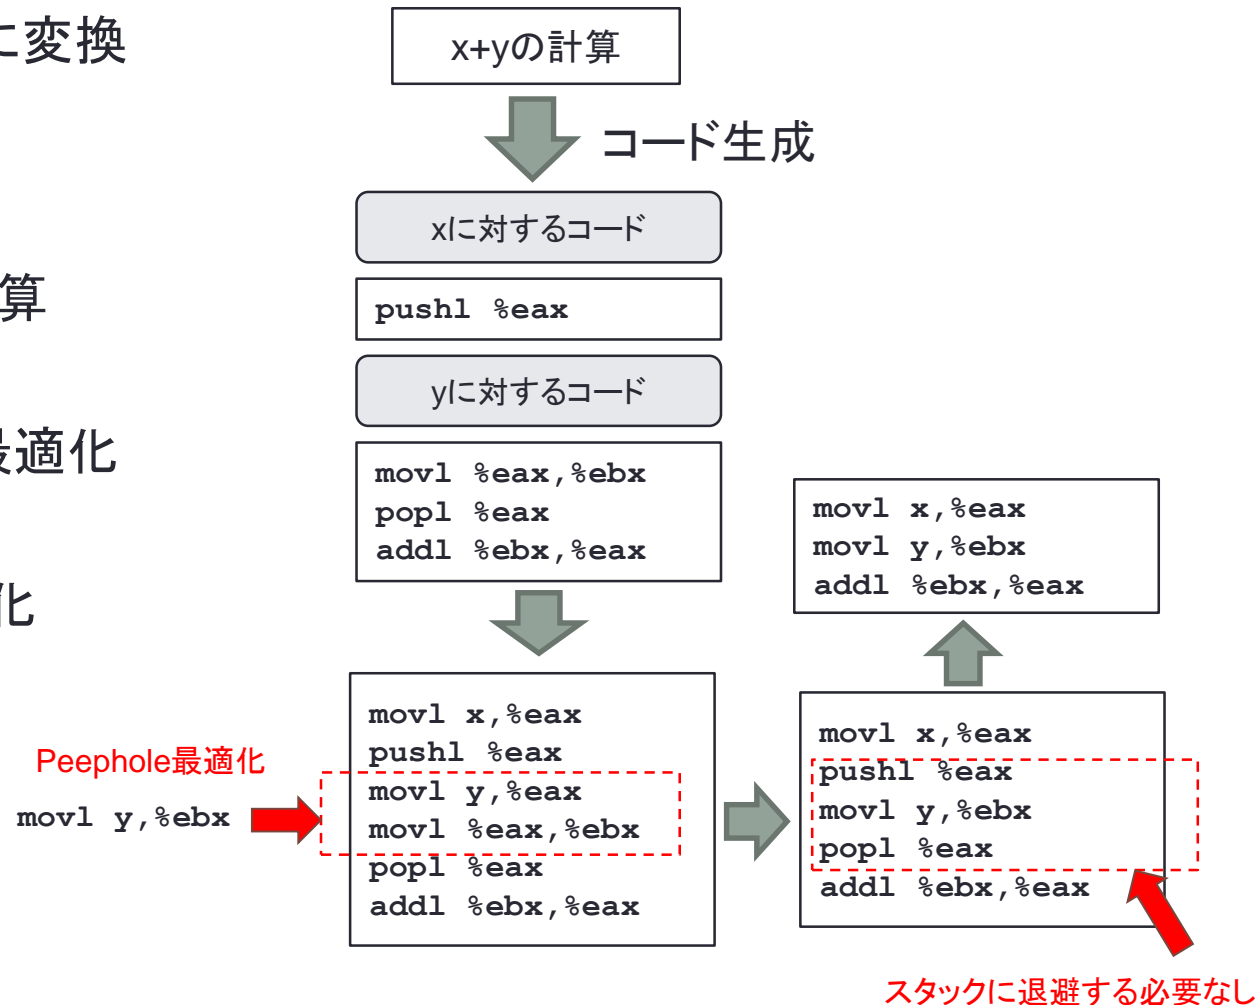 に変換
算
最適化
化
x+yの計算
コード生成
xに対するコード
pushl %eax
yに対するコード
movl %eax,%ebx
popl %eax
addl %ebx,%eax
Peephole最適化
movl y,%ebx
movl x,%eax
pushl %eax
movl y,%eax
movl %eax,%ebx
popl %eax
addl %ebx,%eax
movl x,%eax
pushl %eax
movl y,%ebx
popl %eax
addl %ebx,%eax
スタックに退避する必要なし
movl x,%eax
movl y,%ebx
addl %ebx,%eax